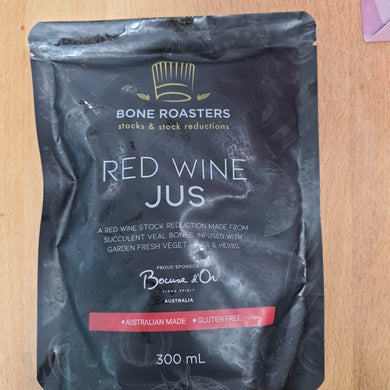 BONE ROASTERS
stocks & stock reductions
RED WINE
JUS
A RED WINE STOCK REDUCTION MADE FROM
SUCCULENT VEAL BONES, INFUSED WITH
GARDEN FRESH VEGETABLES & HERBS.
PROUD SPONSOR
Bocuse d'Or
AUSTRALIA
• AUSTRALIAN MADE • GLUTEN FREE
300 mL